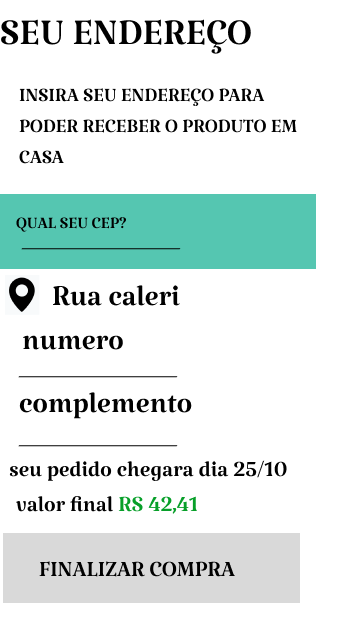 SEU ENDEREÇO
INSIRA SEU ENDEREÇO PARA
PODER RECEBER O PRODUTO EM
CASA
QUAL SEU CEP?
Rua caleri
numero
complemento
seu pedido chegara dia 25/10
valor final RS 42,41
FINALIZAR COMPRA